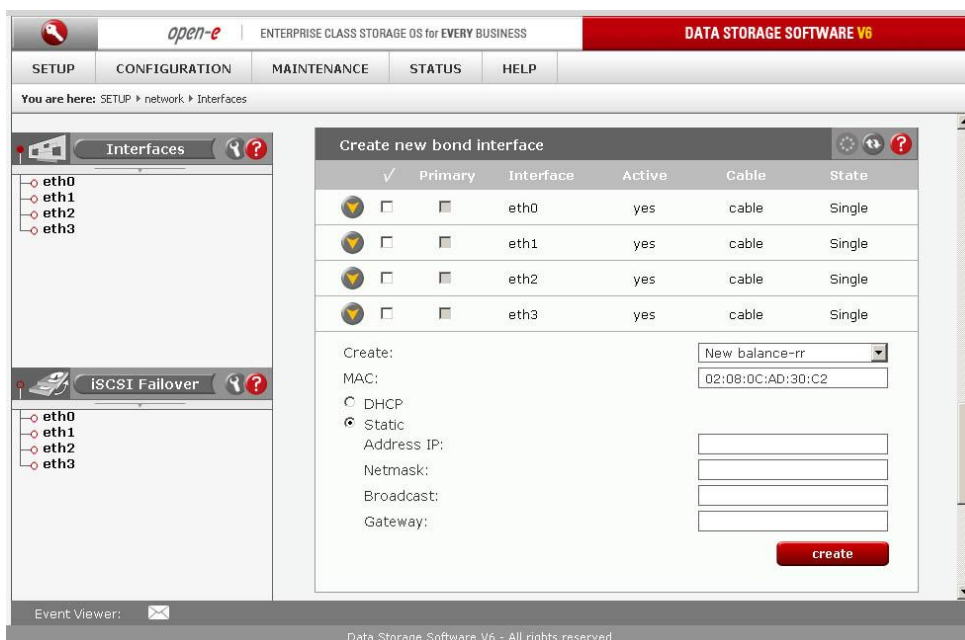 open-e ENTERPRISE CLASS STORAGE OS for EVERY BUSINESS DATA STORAGE SOFTWARE V6
SETUP CONFIGURATION MAINTENANCE STATUS HELP
You are here: SETUP network Interfaces
Interfaces ?
eth0
eth1
eth2
eth3
iSCSI Failover ?
eth0
eth1
eth2
eth3
Create new bond interface ?
√ Primary Interface Active Cable State
eth0 yes cable Single
eth1 yes cable Single
eth2 yes cable Single
eth3 yes cable Single
Create: New balance-rr
MAC: 02:08:0C:AD:30:C2
DHCP
Static
Address IP:
Netmask:
Broadcast:
Gateway:
create
Event Viewer:
Data Storage Software V6 - All rights reserved